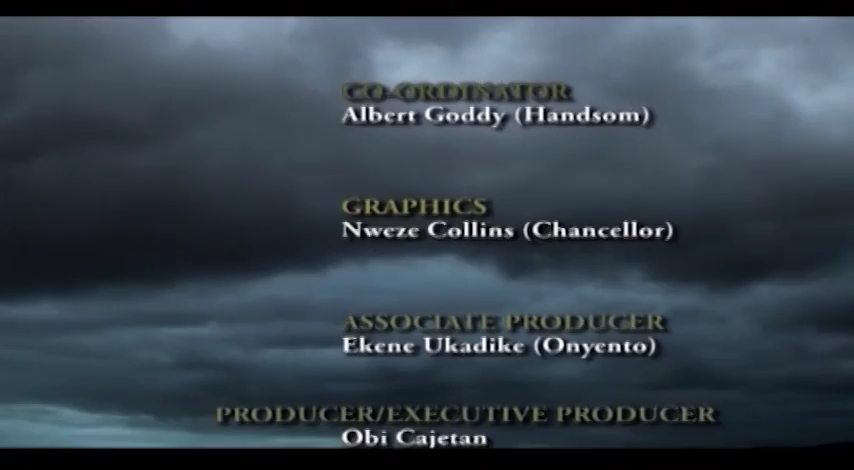 CO-ORDINATOR
Albert Goddy (Handsom)
GRAPHICS
Nweze Collins (Chancellor)
ASSOCIATE PRODUCER
Ekene Ukadike (Onyento)
PRODUCER/EXECUTIVE PRODUCER
Obi Cajetan